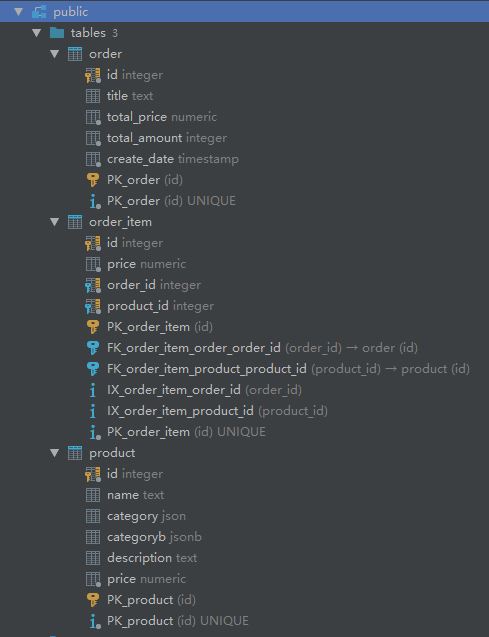 public
tables 3
order
id integer
title text
total_price numeric
total_amount integer
create_date timestamp
PK_order (id)
PK_order (id) UNIQUE
order_item
id integer
price numeric
order_id integer
product_id integer
PK_order_item (id)
FK_order_item_order_order_id (order_id) → order (id)
FK_order_item_product_product_id (product_id) → product (id)
IX_order_item_order_id (order_id)
IX_order_item_product_id (product_id)
PK_order_item (id) UNIQUE
product
id integer
name text
category json
categoryb jsonb
description text
price numeric
PK_product (id)
PK_product (id) UNIQUE